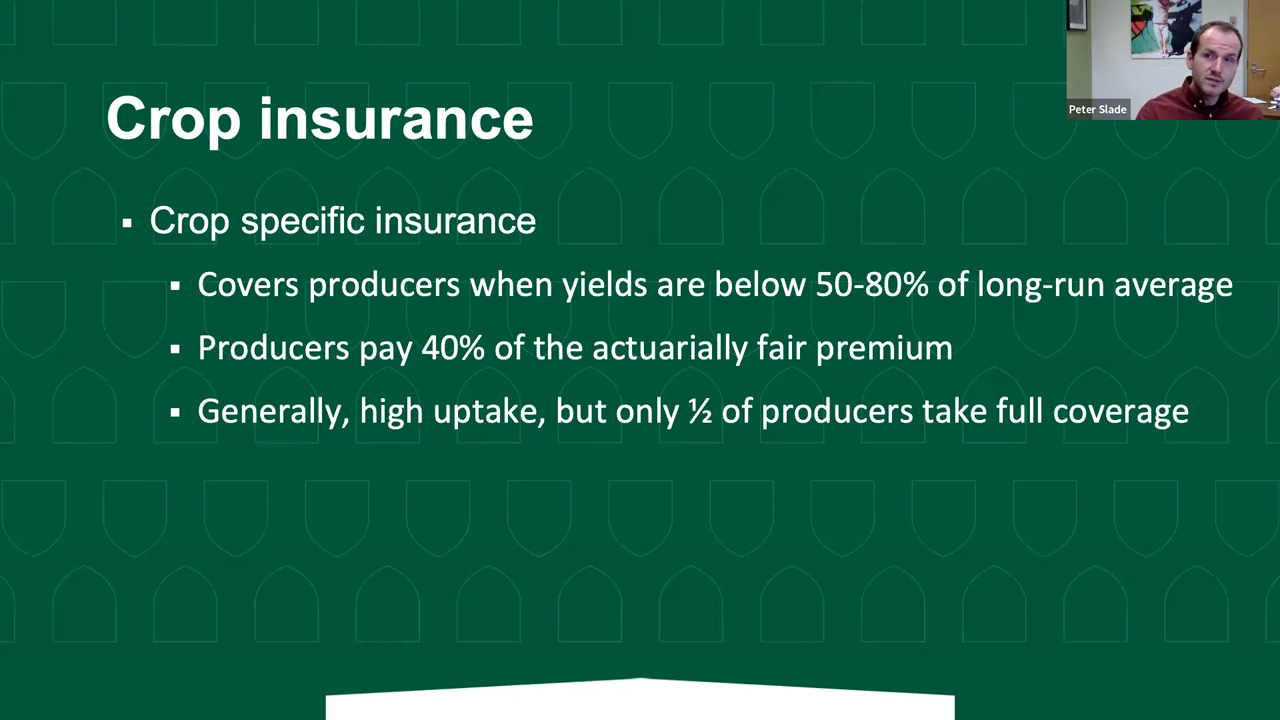 Peter Slade
Crop insurance
▪ Crop specific insurance
▪ Covers producers when yields are below 50-80% of long-run average
▪ Producers pay 40% of the actuarially fair premium
▪ Generally, high uptake, but only ½ of producers take full coverage